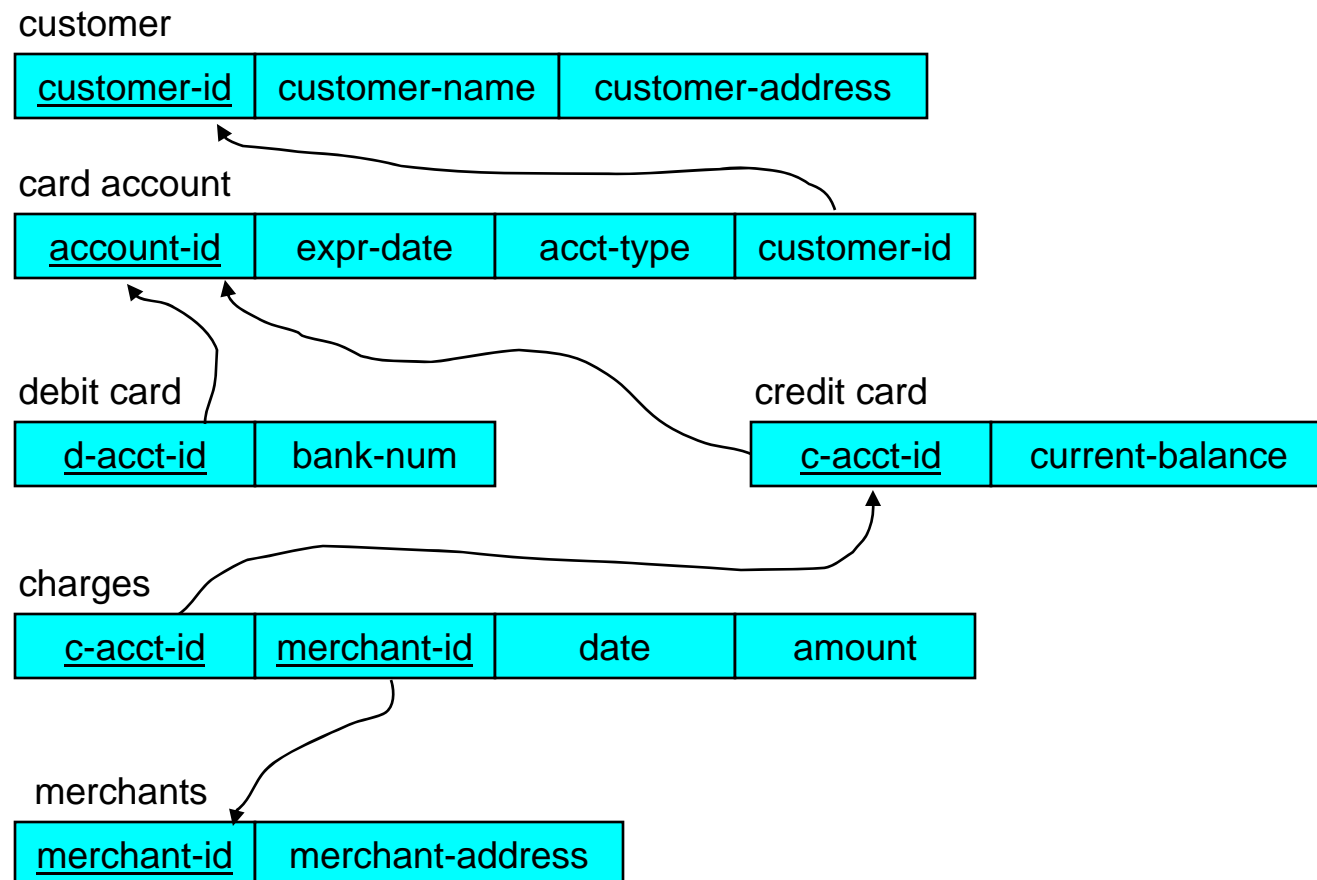 customer
customer-id customer-name customer-address
card account
account-id expr-date acct-type customer-id
debit card credit card
d-acct-id bank-num c-acct-id current-balance
charges
c-acct-id merchant-id date amount
merchants
merchant-id merchant-address